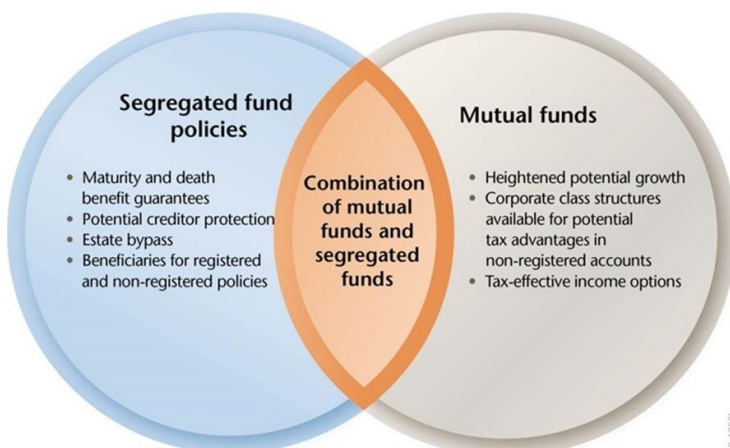 Segregated fund
policies
• Maturity and death
benefit guarantees
• Potential creditor protection
• Estate bypass
• Beneficiaries for registered
and non-registered policies
Combination
of mutual
funds and
segregated
funds
Mutual funds
• Heightened potential growth
• Corporate class structures
available for potential
tax advantages in
non-registered accounts
• Tax-effective income options